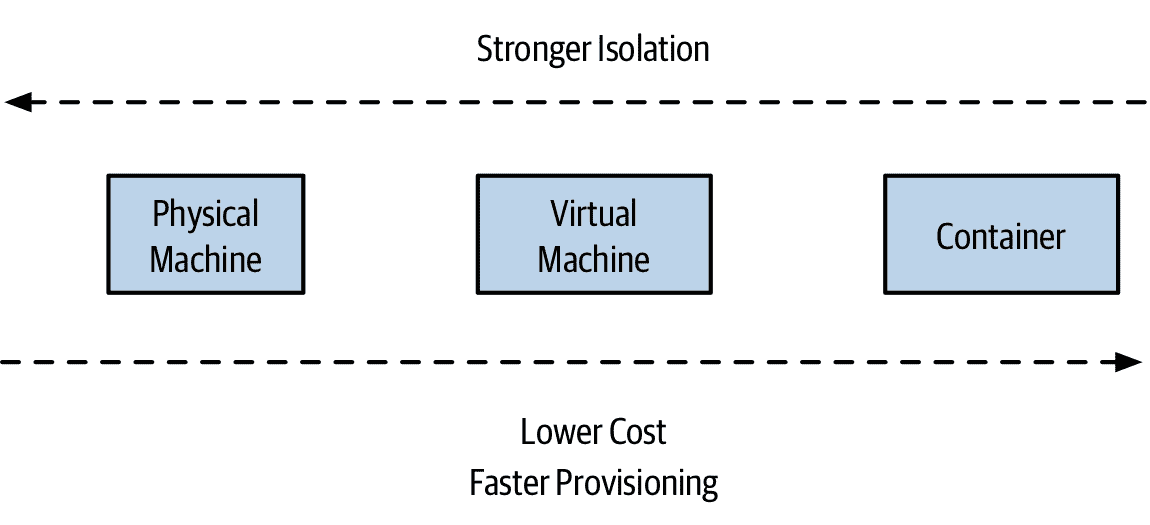 Stronger Isolation
Physical
Machine
Virtual
Machine
Container
Lower Cost
Faster Provisioning